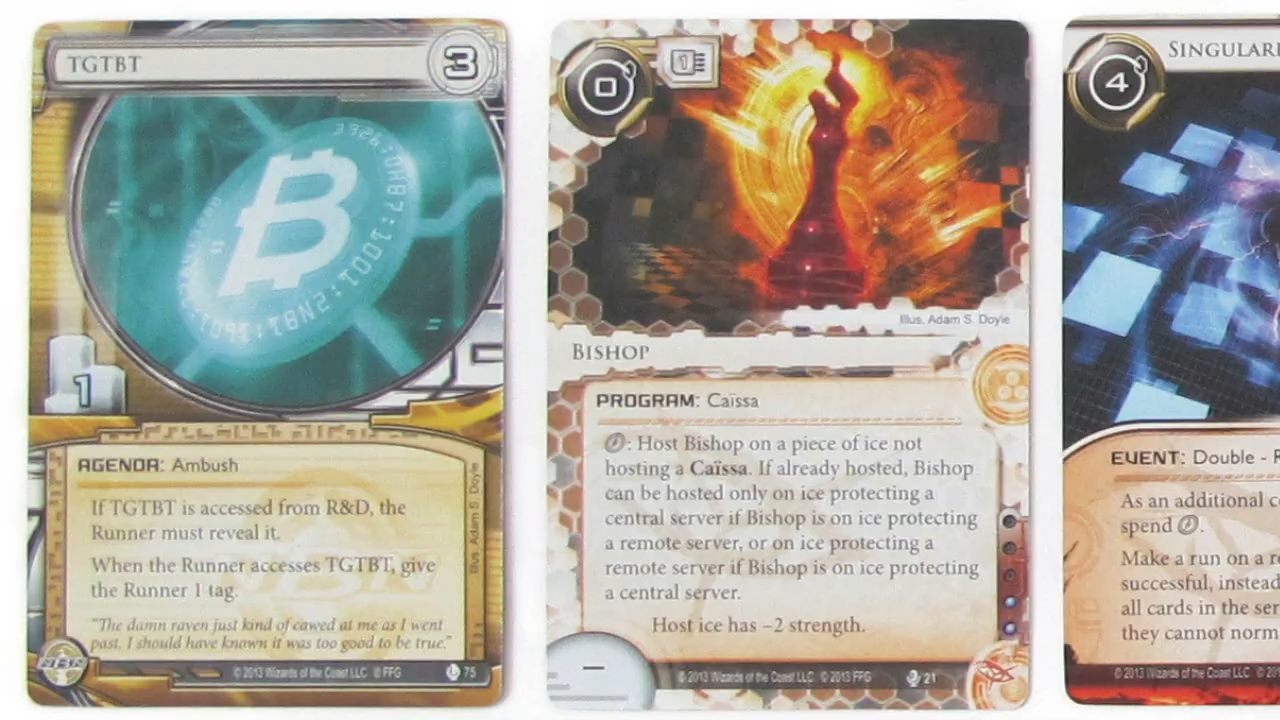 TGTBT
3
1
AGENDA: Ambush
If TGTBT is accessed from R&D, the
Runner must reveal it.
When the Runner accesses TGTBT, give
the Runner 1 tag.
"The damn raven just kind of cawed at me as I went
past. I should have known it was too good to be true."
Illus. Adam S. Doyle
NBN
© 2013 Wizards of the Coast LLC © FFG
75
0
1
Illus. Adam S. Doyle
BISHOP
PROGRAM: Caïssa
: Host Bishop on a piece of ice not
hosting a Caïssa. If already hosted, Bishop
can be hosted only on ice protecting a
central server if Bishop is on ice protecting
a remote server, or on ice protecting a
remote server if Bishop is on ice protecting
a central server.
Host ice has −2 strength.
–
© 2013 Wizards of the Coast LLC © 2013 FFG
21
4
SINGULARI
EVENT: Double - R
As an additional c
spend .
Make a run on a re
successful, instead
all cards in the ser
they cannot norm
© 2013 Wizards of the Coast LLC © 201